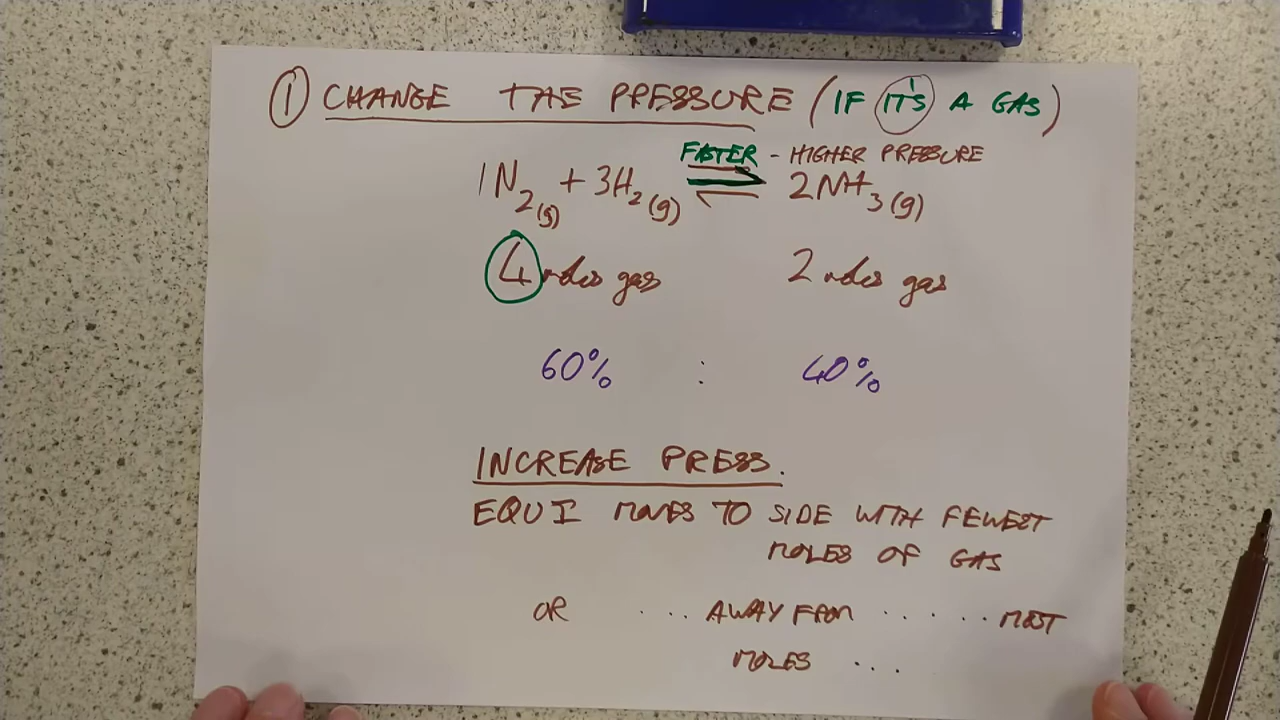 ① CHANGE THE PRESSURE (IF IT'S A GAS)
FASTER - HIGHER PRESSURE
1N2(g) + 3H2(g) ⇌ 2NH3(g)
4 moles gas 2 moles gas
60% : 40%
INCREASE PRESS.
EQUI MOVES TO SIDE WITH FEWEST
MOLES OF GAS
OR .... AWAY FROM ...... MOST
MOLES ....